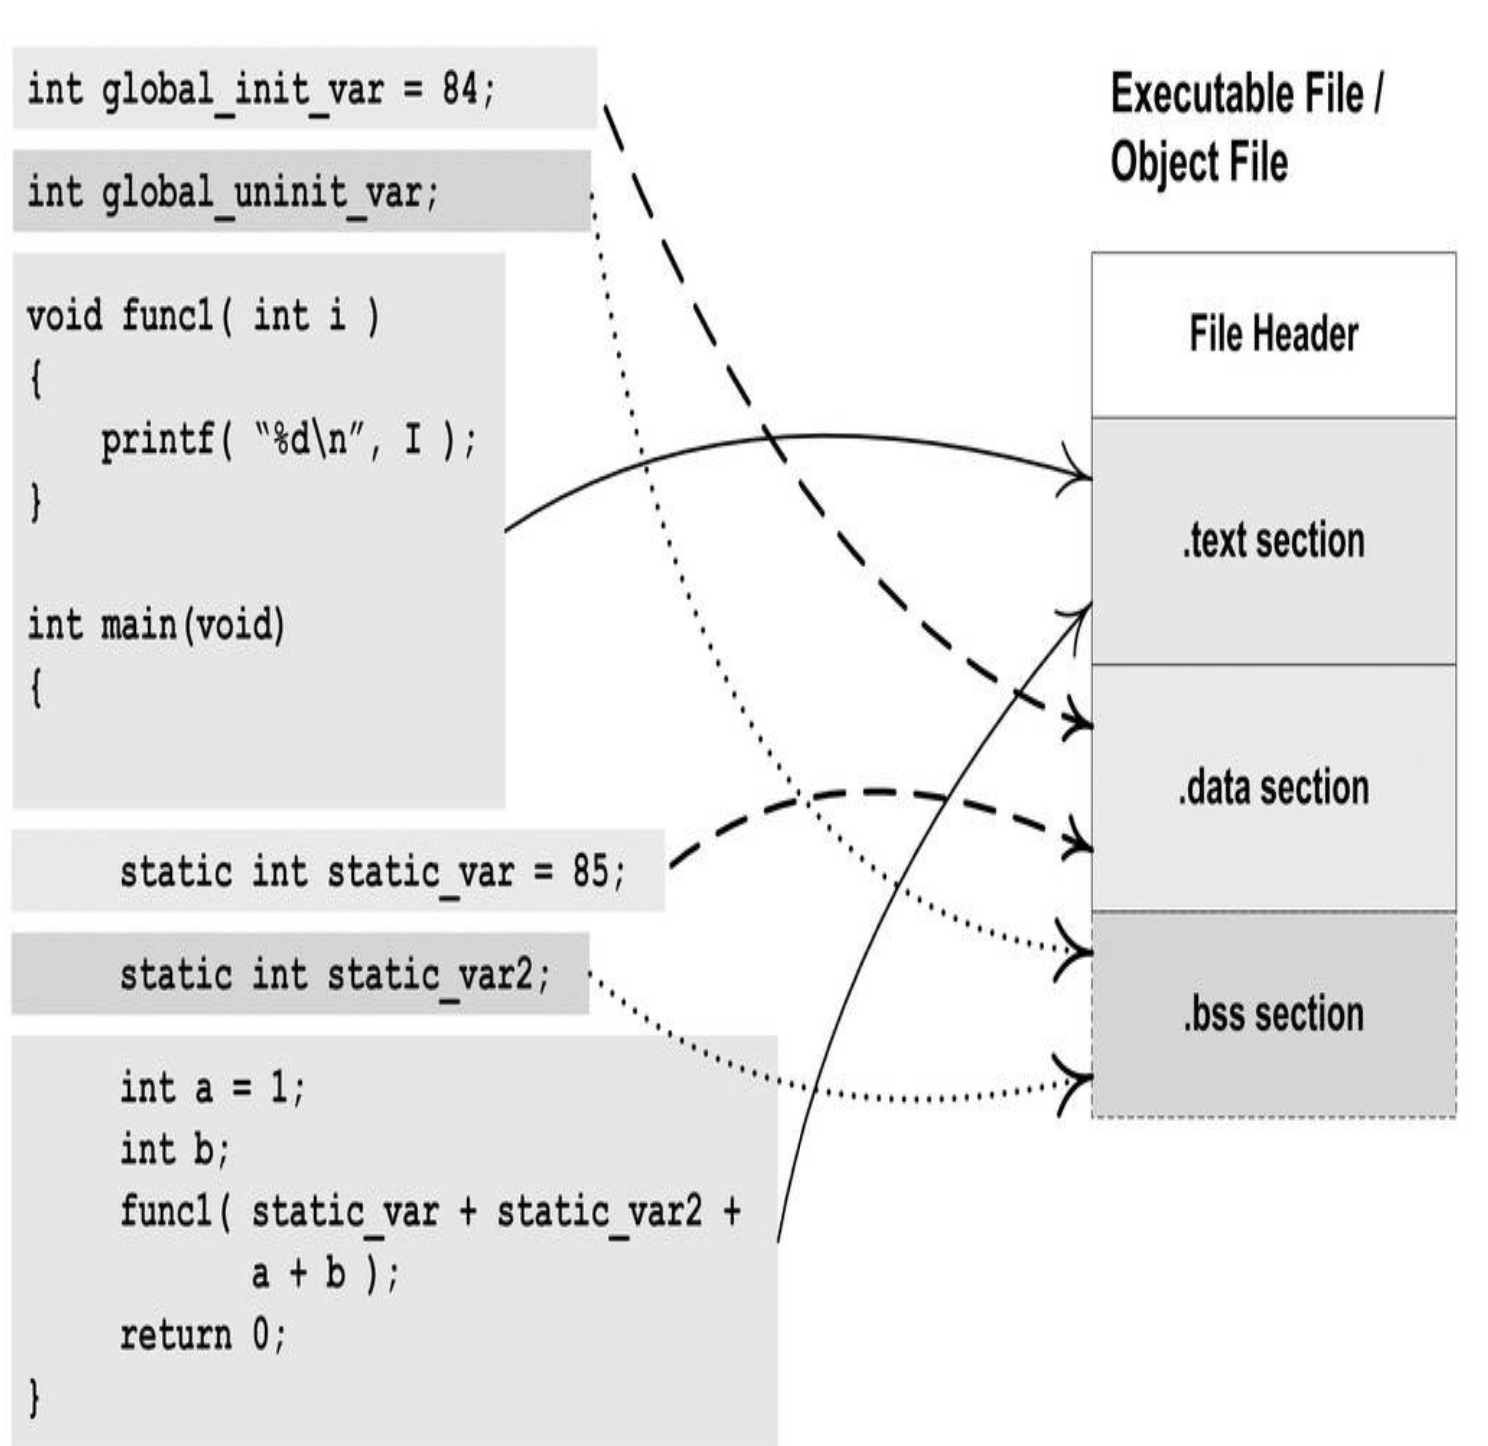 int global_init_var = 84;
int global_uninit_var;
void func1( int i )
{
    printf( “%d\n”, I );
}
int main(void)
{
    static int static_var = 85;
    static int static_var2;
    int a = 1;
    int b;
    func1( static_var + static_var2 +
           a + b );
    return 0;
}
Executable File /
Object File
File Header
.text section
.data section
.bss section